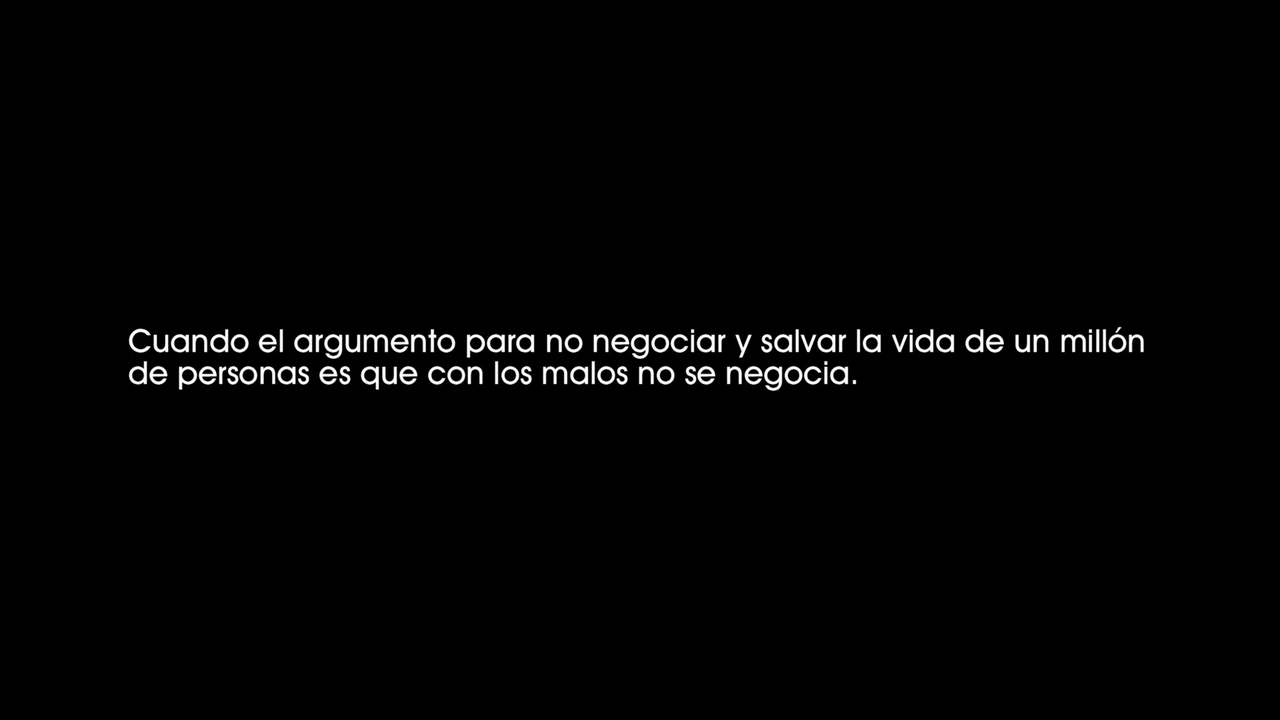 Cuando el argumento para no negociar y salvar la vida de un millón
de personas es que con los malos no se negocia.